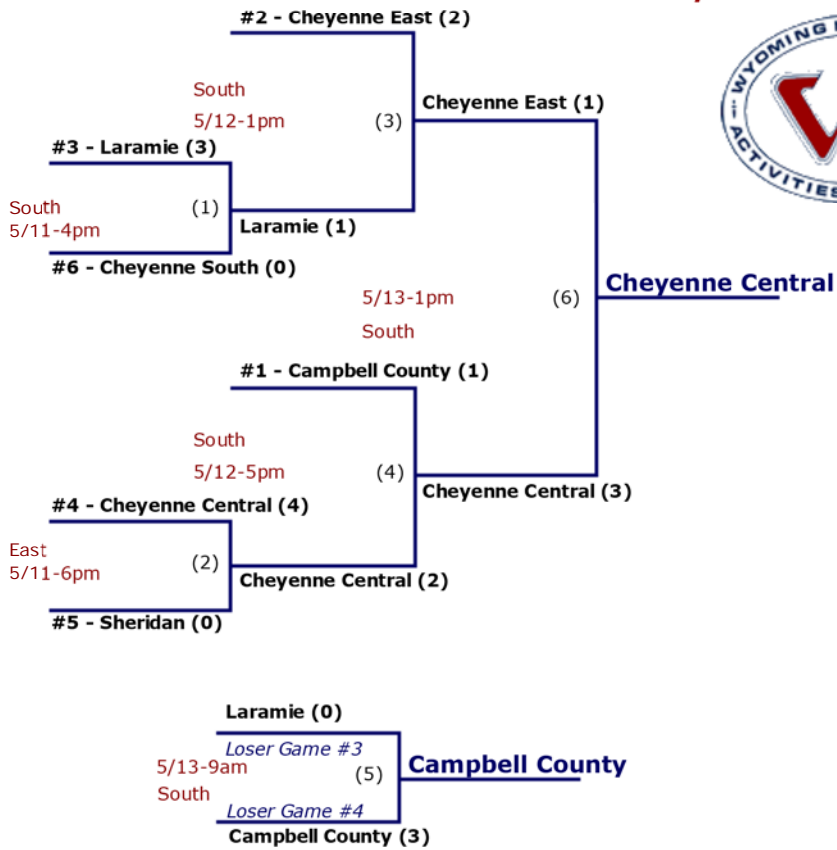 #2 - Cheyenne East (2)
WYOMING
ACTIVITIES
South
5/12-1pm
(3)
Cheyenne East (1)
#3 - Laramie (3)
South
5/11-4pm
(1)
Laramie (1)
#6 - Cheyenne South (0)
5/13-1pm
South
(6)
Cheyenne Central
#1 - Campbell County (1)
South
5/12-5pm
(4)
Cheyenne Central (3)
#4 - Cheyenne Central (4)
East
5/11-6pm
(2)
Cheyenne Central (2)
#5 - Sheridan (0)
Laramie (0)
Loser Game #3
5/13-9am
South
(5)
Campbell County
Loser Game #4
Campbell County (3)